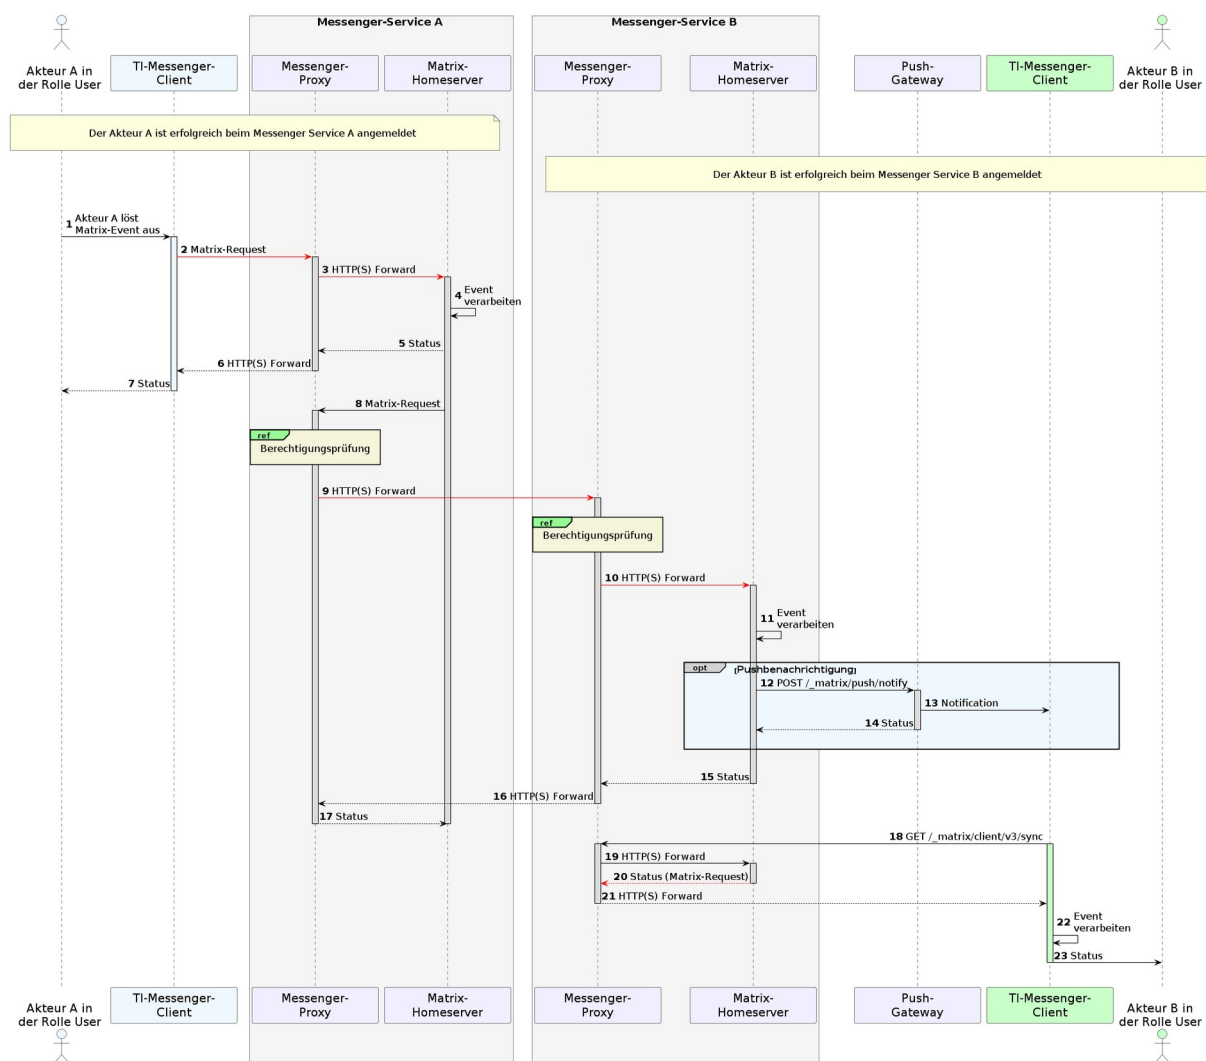 Messenger-Service A
Messenger-Service B
Akteur A in
der Rolle User
TI-Messenger-
Client
Messenger-
Proxy
Matrix-
Homeserver
Messenger-
Proxy
Matrix-
Homeserver
Push-
Gateway
TI-Messenger-
Client
Akteur B in
der Rolle User
Der Akteur A ist erfolgreich beim Messenger Service A angemeldet
Der Akteur B ist erfolgreich beim Messenger Service B angemeldet
1 Akteur A löst
Matrix-Event aus
2 Matrix-Request
3 HTTP(S) Forward
4 Event
verarbeiten
5 Status
6 HTTP(S) Forward
7 Status
8 Matrix-Request
ref
Berechtigungsprüfung
9 HTTP(S) Forward
ref
Berechtigungsprüfung
10 HTTP(S) Forward
11 Event
verarbeiten
opt [Pushbenachrichtigung]
12 POST /_matrix/push/notify
13 Notification
14 Status
15 Status
16 HTTP(S) Forward
17 Status
18 GET /_matrix/client/v3/sync
19 HTTP(S) Forward
20 Status (Matrix-Request)
21 HTTP(S) Forward
22 Event
verarbeiten
23 Status
Akteur A in
der Rolle User
TI-Messenger-
Client
Messenger-
Proxy
Matrix-
Homeserver
Messenger-
Proxy
Matrix-
Homeserver
Push-
Gateway
TI-Messenger-
Client
Akteur B in
der Rolle User